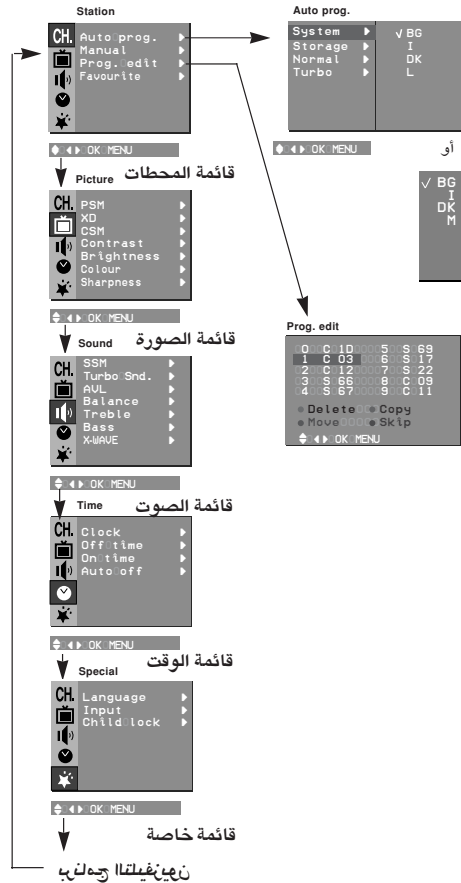 Station
CH.
Auto prog.
Manual
Prog. edit
Favourite
OK MENU
قائمة المحطات
Auto prog.
System
Storage
Normal
Turbo
√ BG
I
DK
L
OK MENU
أو
√ BG
I
DK
M
Picture
CH.
PSM
XD
CSM
Contrast
Brightness
Colour
Sharpness
OK MENU
قائمة الصورة
Prog. edit
0 C 1D 5 S 69
1 C 03 6 S 17
2 C 12 7 S 22
3 S 66 8 C 09
4 S 67 9 C 11
Delete Copy
Move Skip
OK MENU
Sound
CH.
SSM
Turbo Snd.
AVL
Balance
Treble
Bass
X-WAVE
OK MENU
قائمة الصوت
Time
CH.
Clock
Off time
On time
Auto off
OK MENU
قائمة الوقت
Special
CH.
Language
Input
Child lock
OK MENU
قائمة خاصة
برنامج التليفزيون